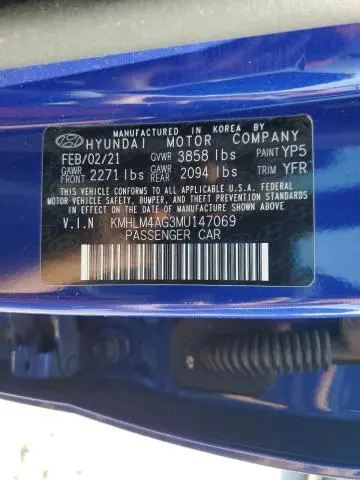 MANUFACTURED IN KOREA BY
HYUNDAI MOTOR COMPANY
FEB/02/21 GVWR 3858 lbs PAINT YP5
GAWR FRONT 2271 lbs GAWR REAR 2094 lbs TRIM YFR
THIS VEHICLE CONFORMS TO ALL APPLICABLE U.S.A. FEDERAL
MOTOR VEHICLE SAFETY, BUMPER, AND THEFT PREVENTION
STANDARDS IN EFFECT ON THE DATE OF MANUFACTURE SHOWN ABOVE.
V.I.N KMHLM4AG3MU147069
PASSENGER CAR